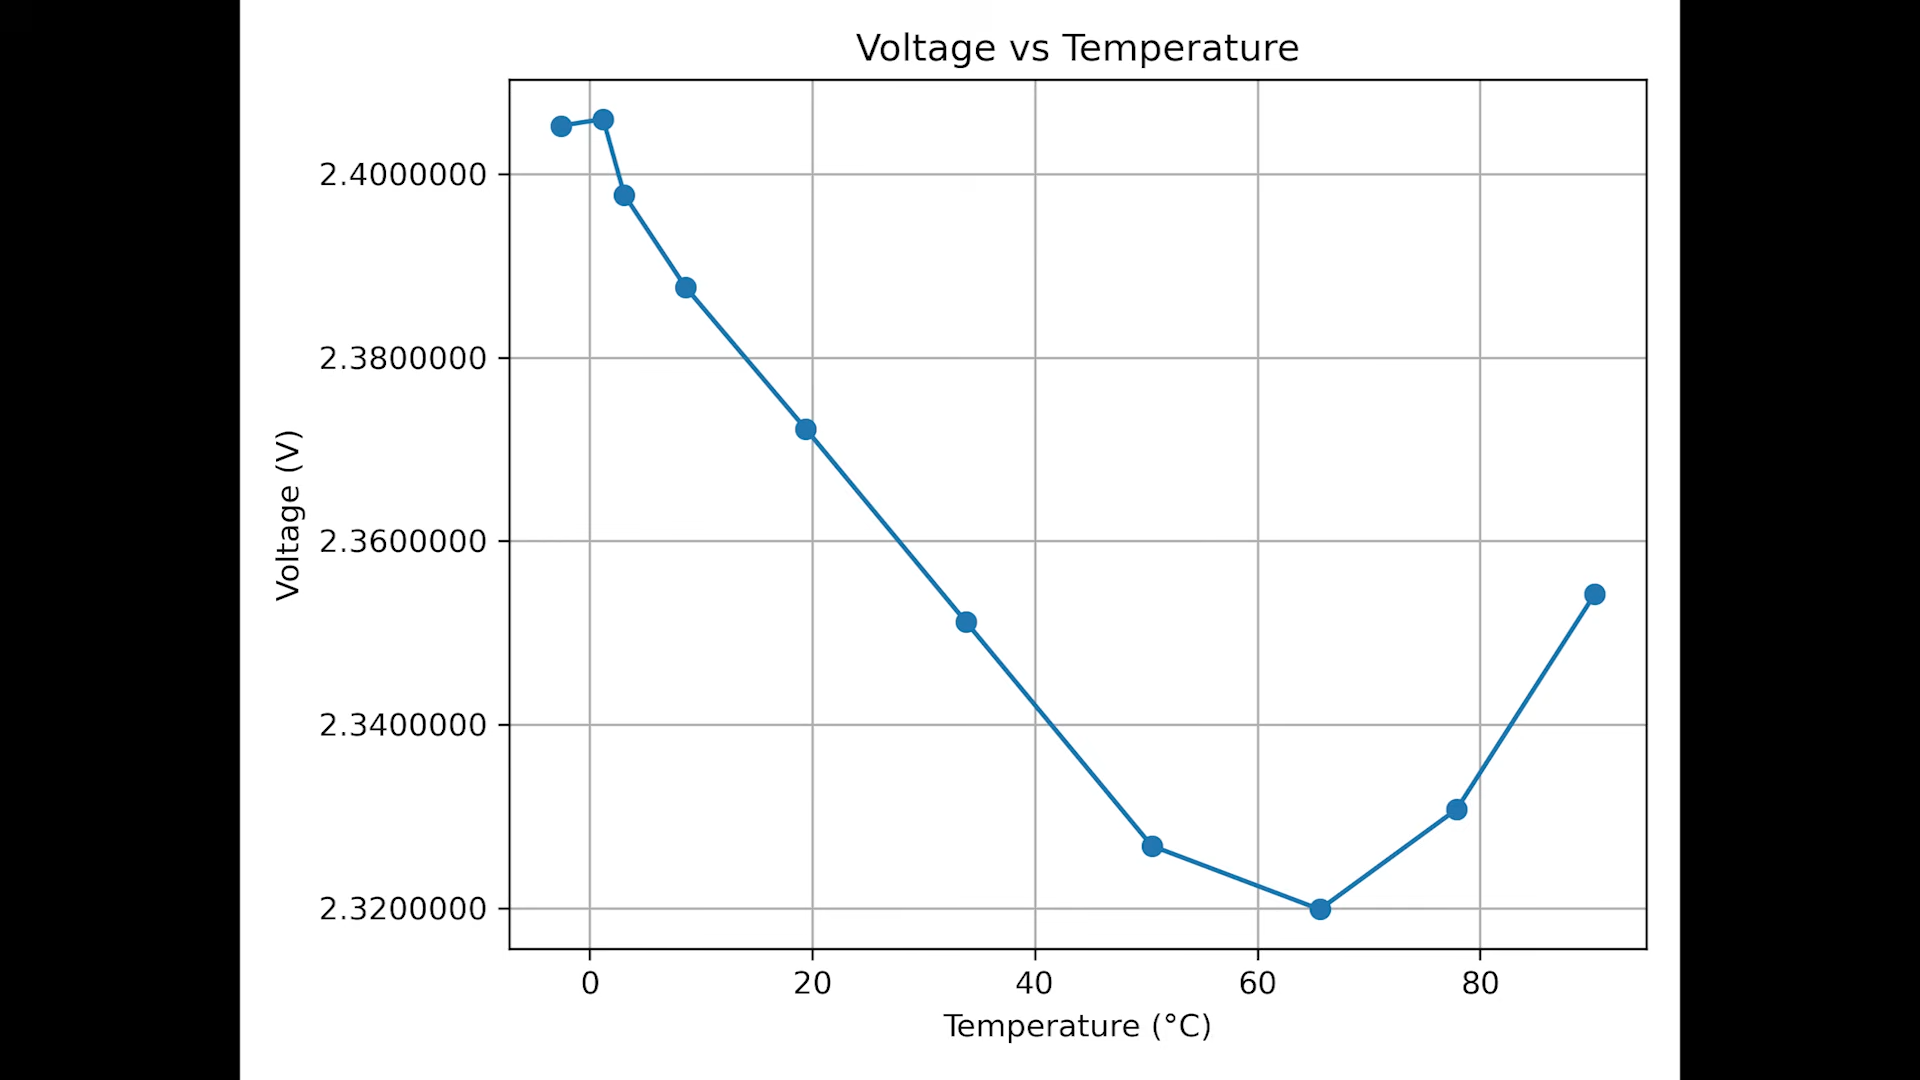 Voltage vs Temperature
2.4000000
2.3800000
2.3600000
2.3400000
2.3200000
Voltage (V)
0 20 40 60 80
Temperature (°C)